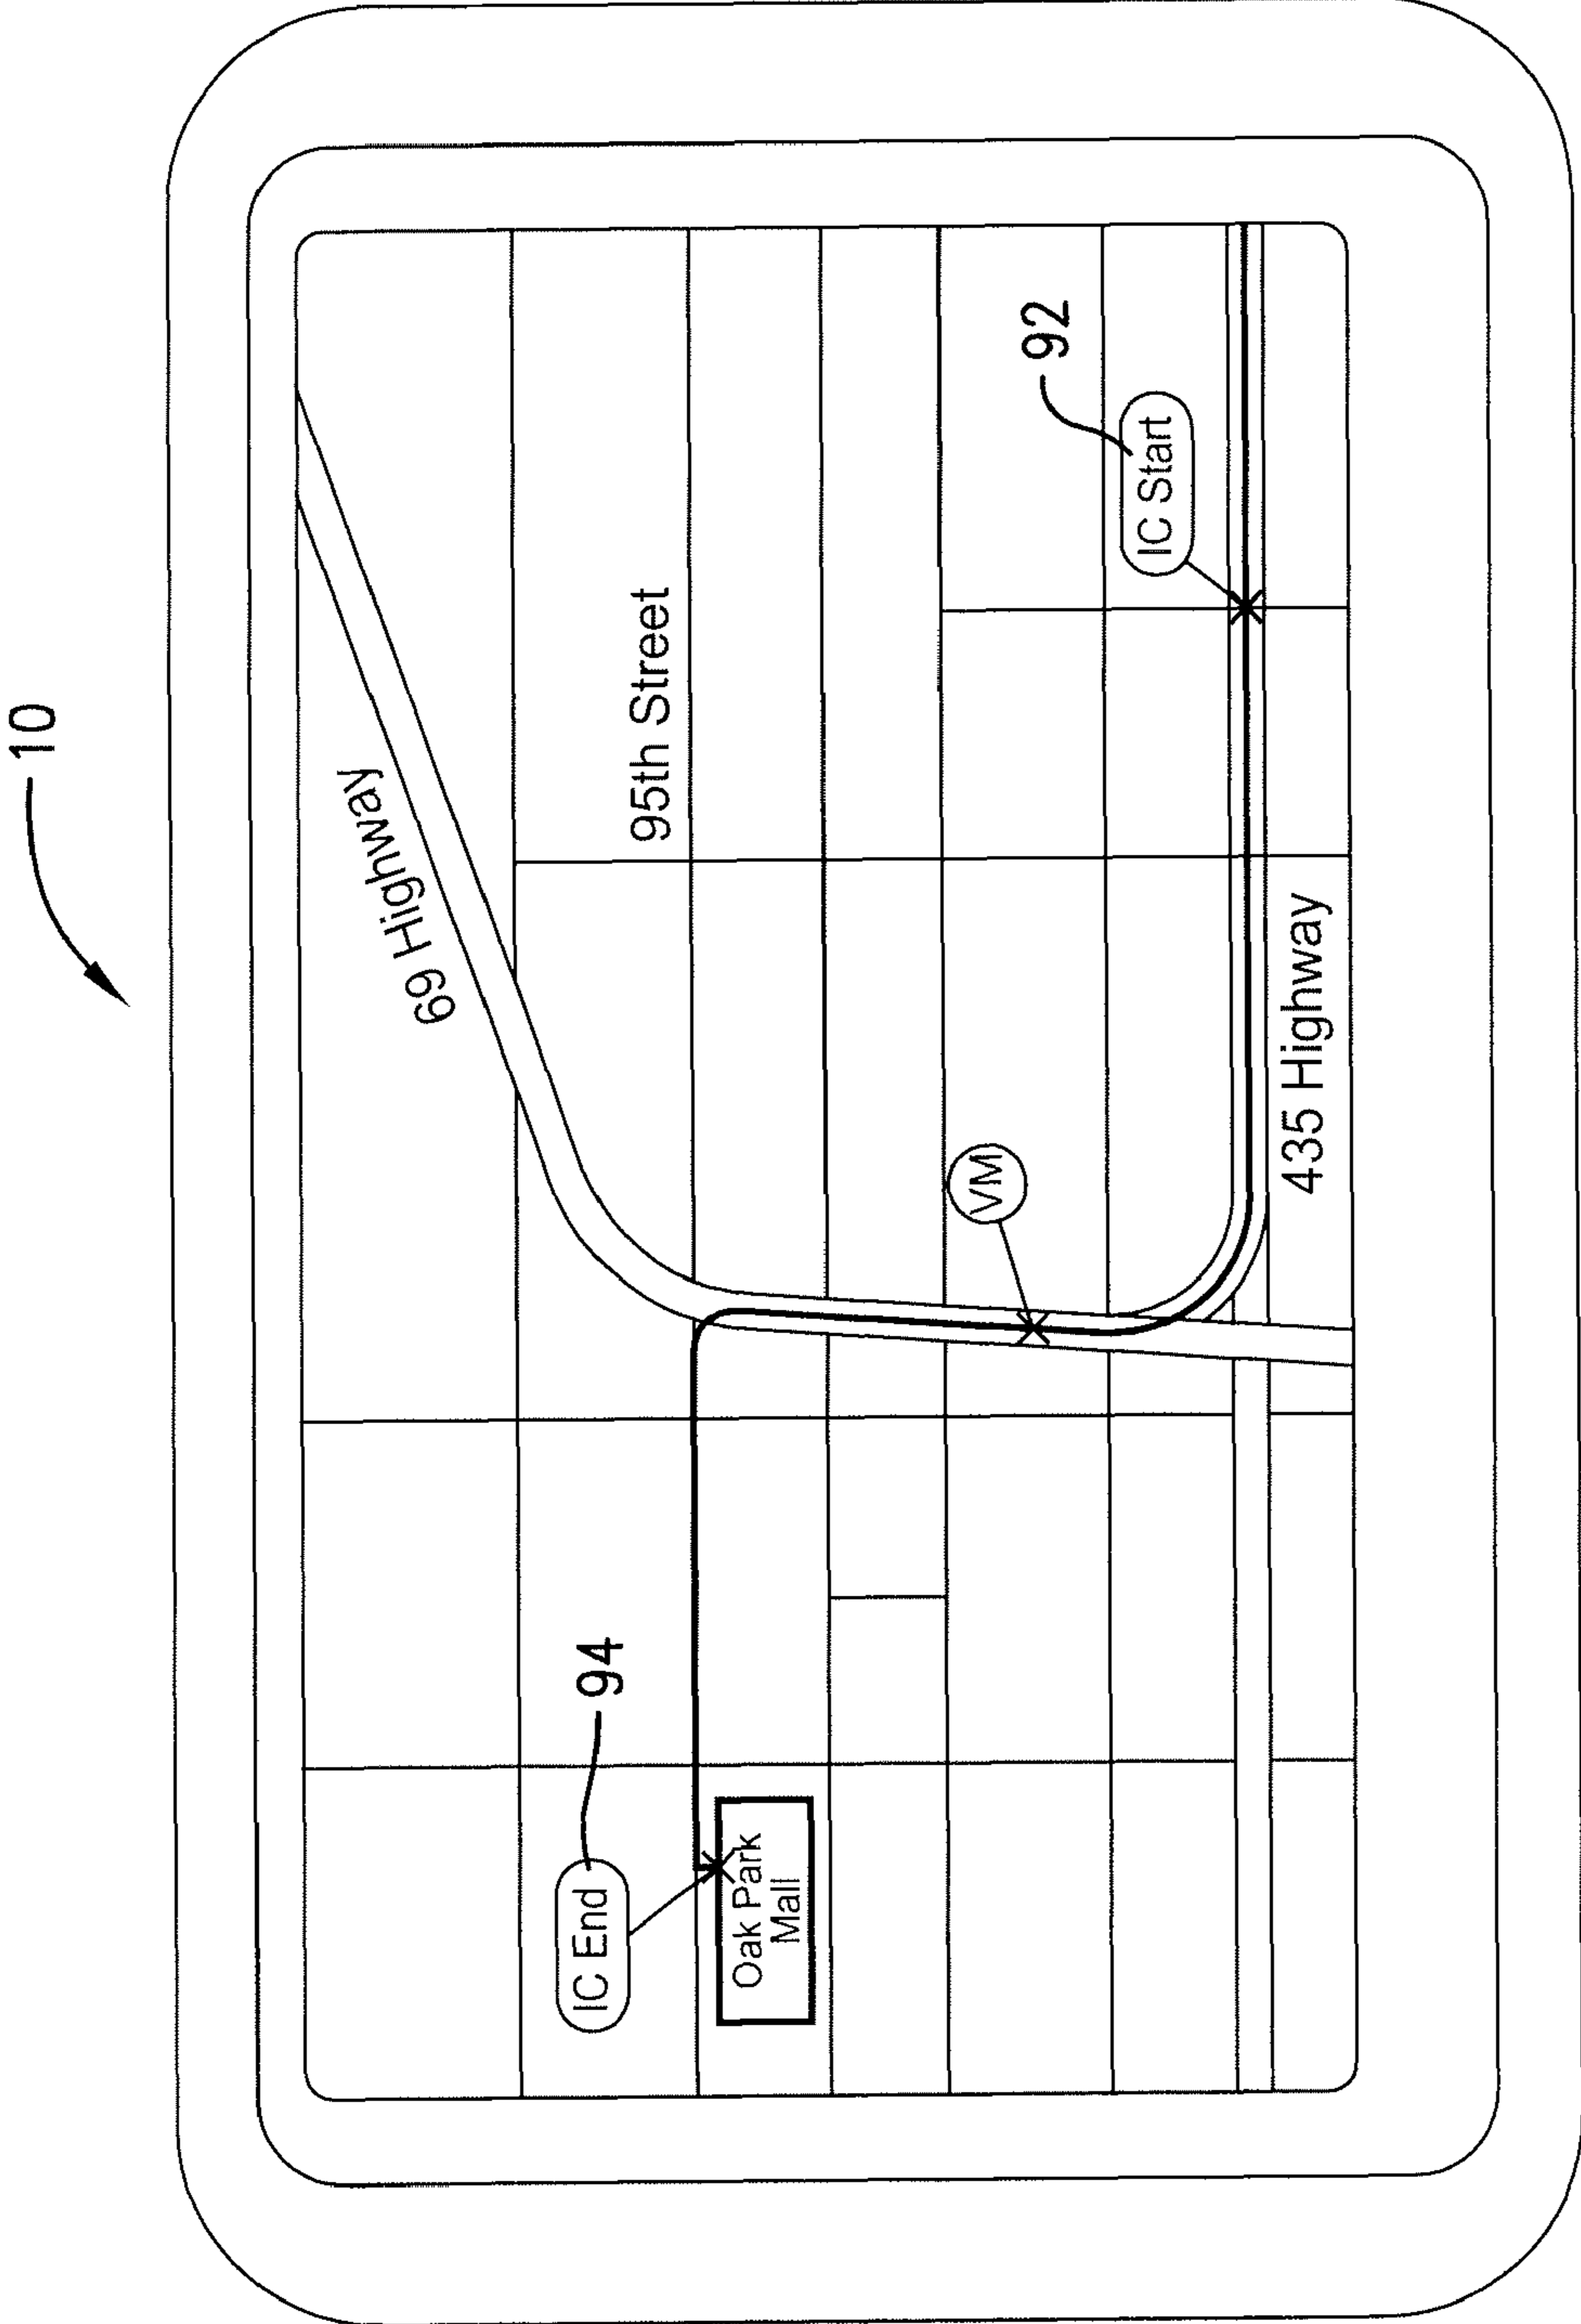 10
69 Highway
95th Street
92
IC Start
94
IC End
Oak Park
Mall
VM
435 Highway